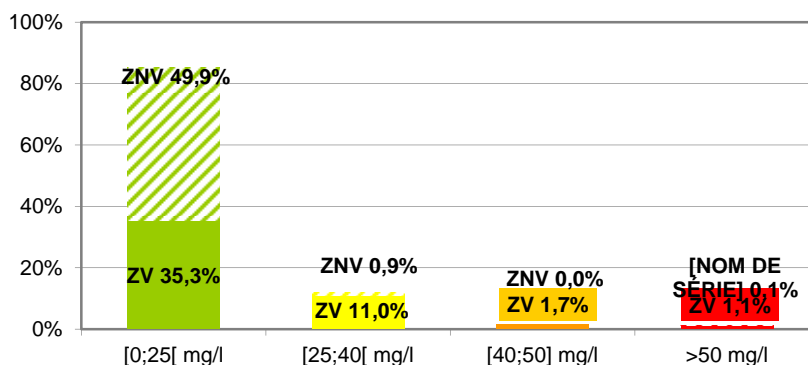 100%
80%
60%
40%
20%
0%
ZNV 49,9%
ZV 35,3%
ZNV 0,9%
ZV 11,0%
ZNV 0,0%
ZV 1,7%
[NOM DE
SÉRIE] 0,1%
ZV 1,1%
[0;25[ mg/l
[25;40[ mg/l
[40;50] mg/l
>50 mg/l